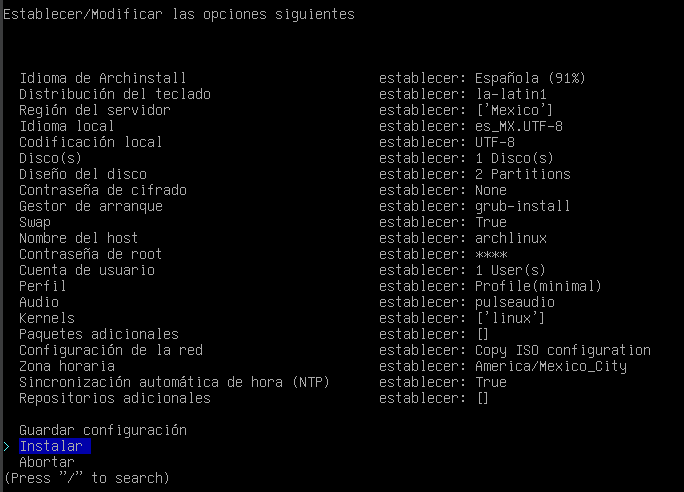 Establecer/Modificar las opciones siguientes
Idioma de Archinstall establecer: Española (91%)
Distribución del teclado establecer: la-latin1
Región del servidor establecer: ['Mexico']
Idioma local establecer: es_MX.UTF-8
Codificación local establecer: UTF-8
Disco(s) establecer: 1 Disco(s)
Diseño del disco establecer: 2 Partitions
Contraseña de cifrado establecer: None
Gestor de arranque establecer: grub-install
Swap establecer: True
Nombre del host establecer: archlinux
Contraseña de root establecer: ****
Cuenta de usuario establecer: 1 User(s)
Perfil establecer: Profile(minimal)
Audio establecer: pulseaudio
Kernels establecer: ['linux']
Paquetes adicionales establecer: []
Configuración de la red establecer: Copy ISO configuration
Zona horaria establecer: America/Mexico_City
Sincronización automática de hora (NTP) establecer: True
Repositorios adicionales establecer: []
Guardar configuración
> Instalar
Abortar
(Press "/" to search)